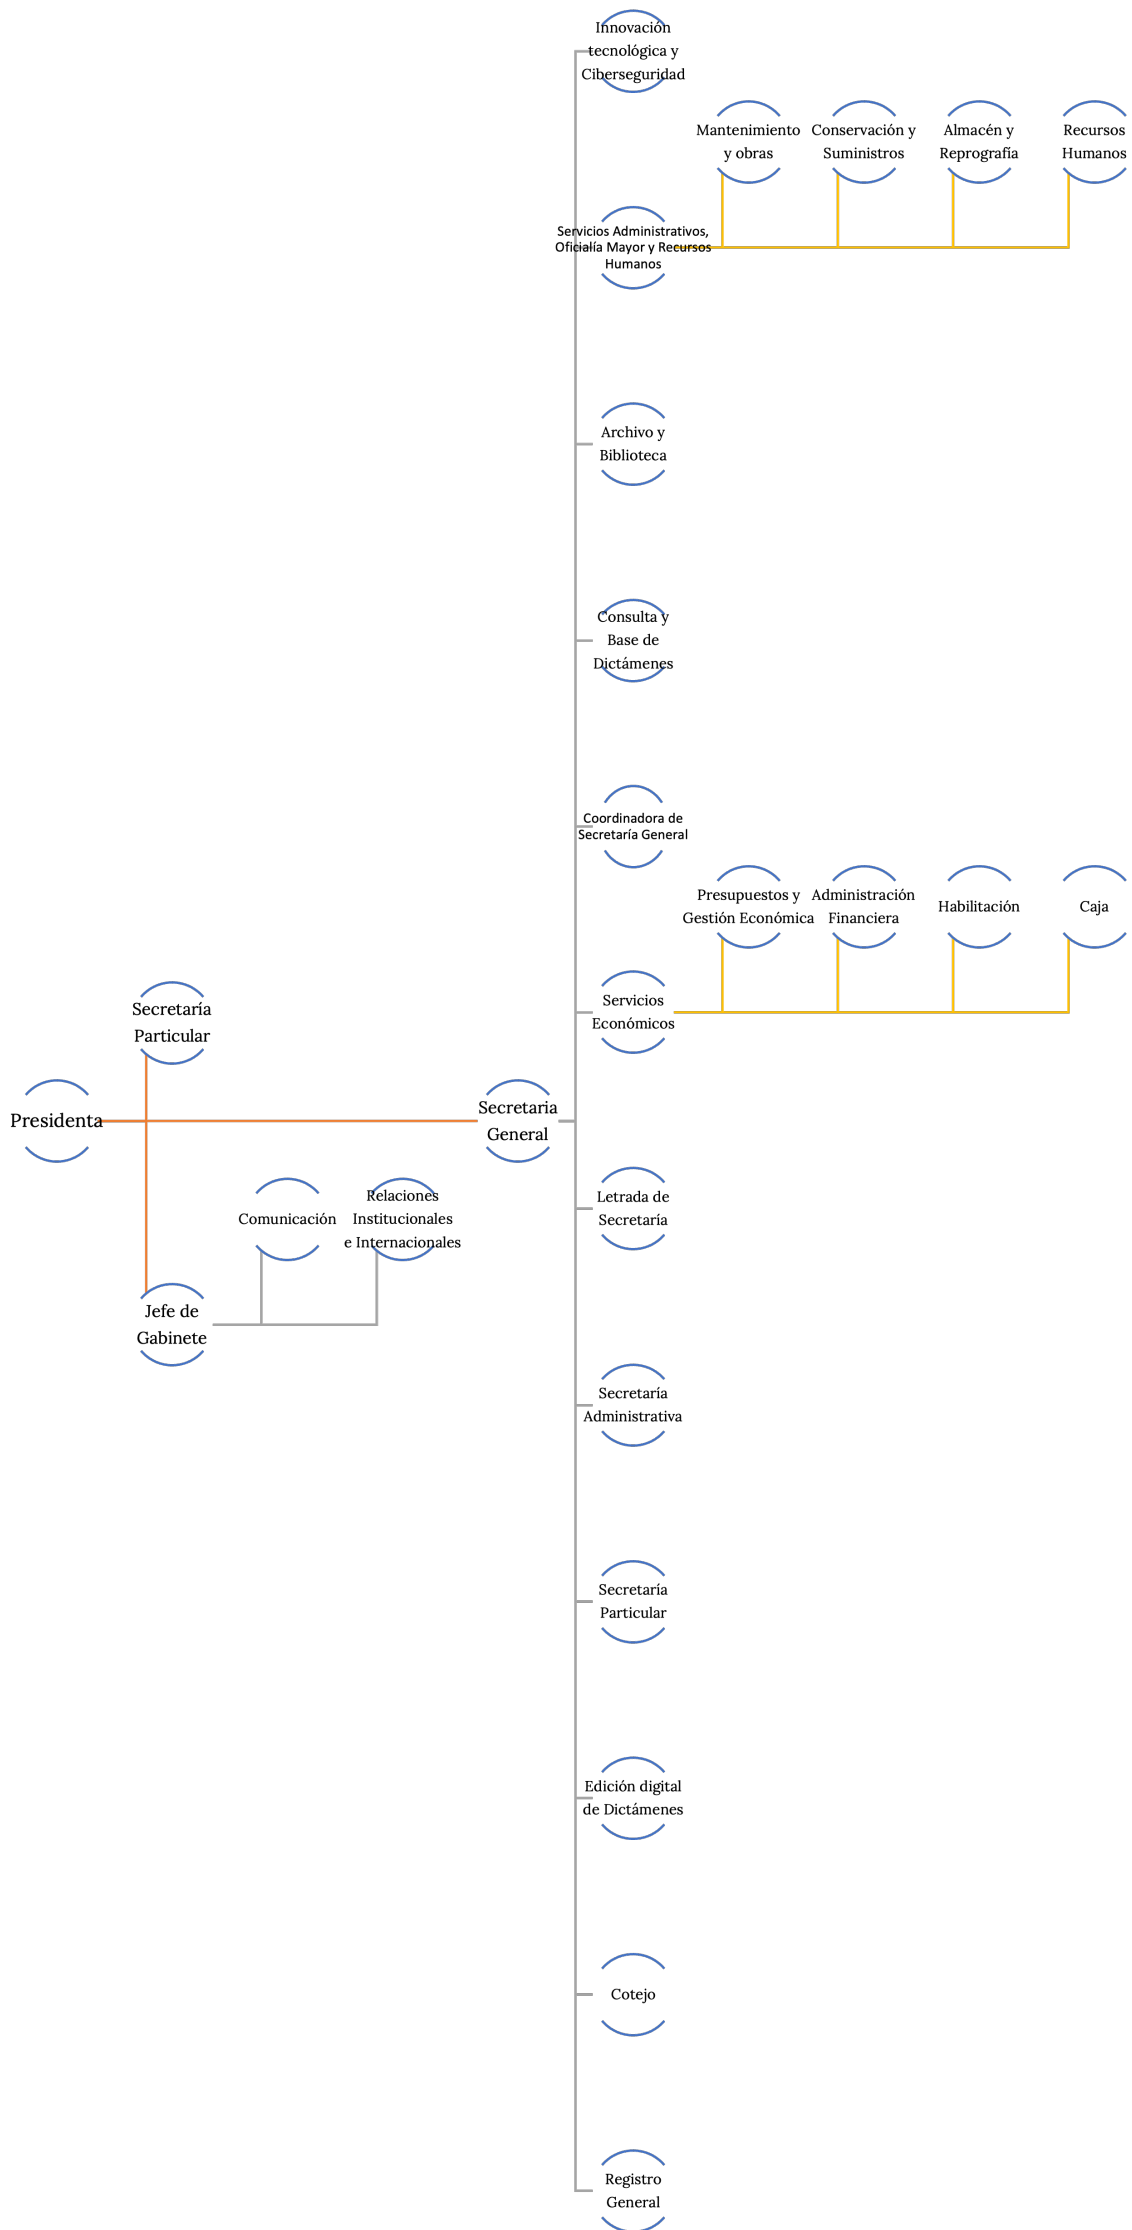 Innovación
tecnológica y
Ciberseguridad
Mantenimiento
y obras
Conservación y
Suministros
Almacén y
Reprografía
Recursos
Humanos
Servicios Administrativos,
Oficialía Mayor y Recursos
Humanos
Archivo y
Biblioteca
Consulta y
Base de
Dictámenes
Coordinadora de
Secretaría General
Presupuestos y
Gestión Económica
Administración
Financiera
Habilitación
Caja
Servicios
Económicos
Secretaría
Particular
Presidenta
Secretaria
General
Comunicación
Relaciones
Institucionales
e Internacionales
Letrada de
Secretaría
Jefe de
Gabinete
Secretaría
Administrativa
Secretaría
Particular
Edición digital
de Dictámenes
Cotejo
Registro
General